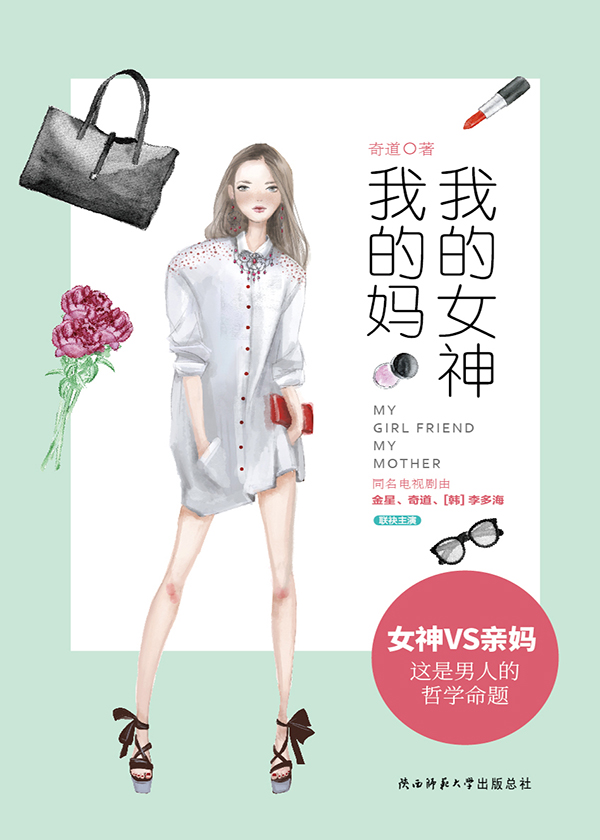 奇道〇著
我的女神
我的妈
MY
GIRL FRIEND
MY
MOTHER
同名电视剧由
金星、奇道、[韩]李多海
联袂主演
女神VS亲妈
这是男人的
哲学命题
陕西师范大学出版总社